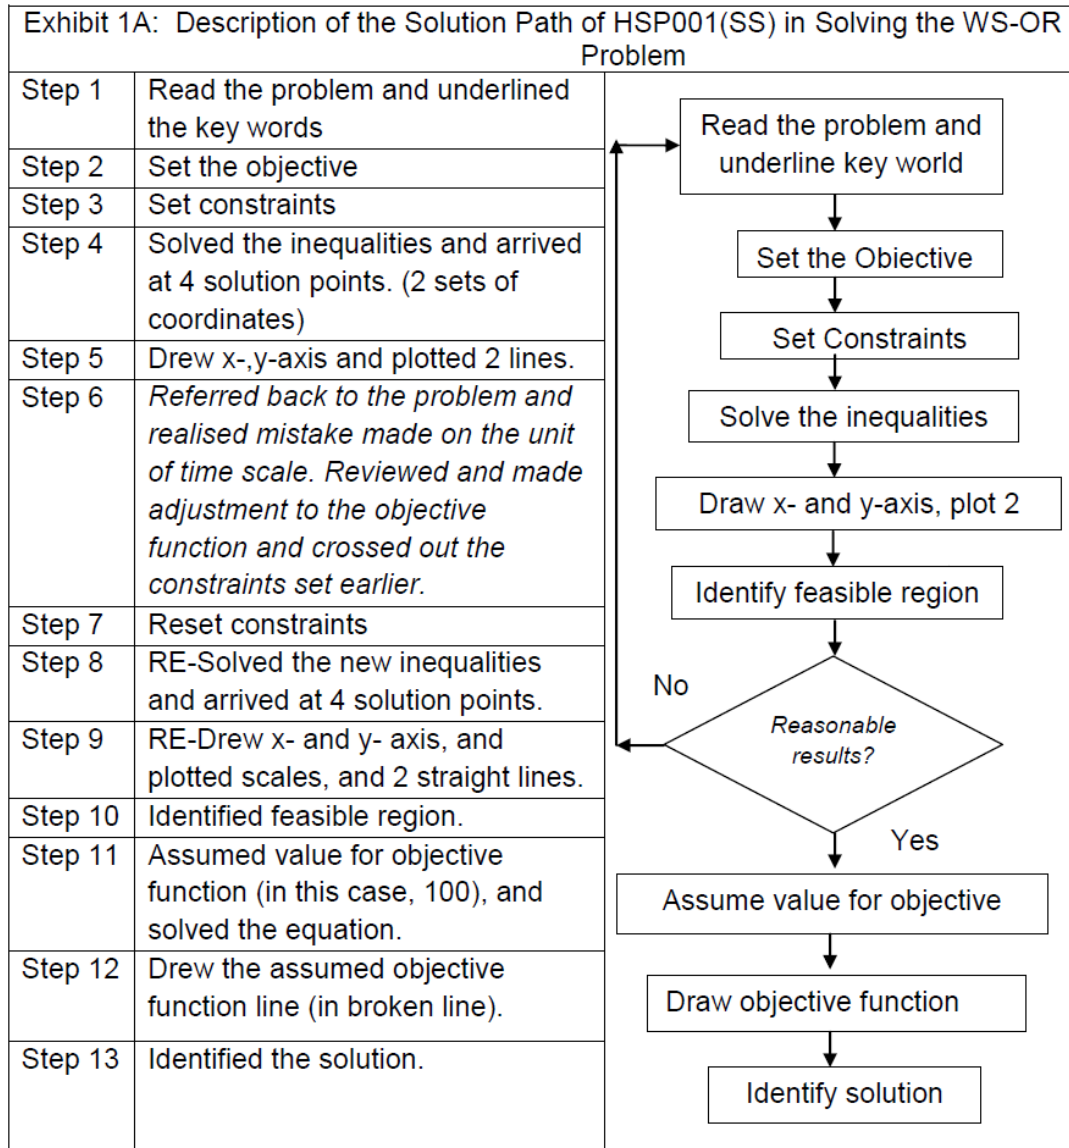 Exhibit 1A: Description of the Solution Path of HSP001(SS) in Solving the WS-OR
Problem
Step 1
Read the problem and underlined
the key words
Step 2
Set the objective
Step 3
Set constraints
Step 4
Solved the inequalities and arrived
at 4 solution points. (2 sets of
coordinates)
Step 5
Drew x-,y-axis and plotted 2 lines.
Step 6
Referred back to the problem and
realised mistake made on the unit
of time scale. Reviewed and made
adjustment to the objective
function and crossed out the
constraints set earlier.
Step 7
Reset constraints
Step 8
RE-Solved the new inequalities
and arrived at 4 solution points.
Step 9
RE-Drew x- and y- axis, and
plotted scales, and 2 straight lines.
Step 10
Identified feasible region.
Step 11
Assumed value for objective
function (in this case, 100), and
solved the equation.
Step 12
Drew the assumed objective
function line (in broken line).
Step 13
Identified the solution.
Read the problem and
underline key world
Set the Obiective
Set Constraints
Solve the inequalities
Draw x- and y-axis, plot 2
Identify feasible region
No
Reasonable
results?
Yes
Assume value for objective
Draw objective function
Identify solution